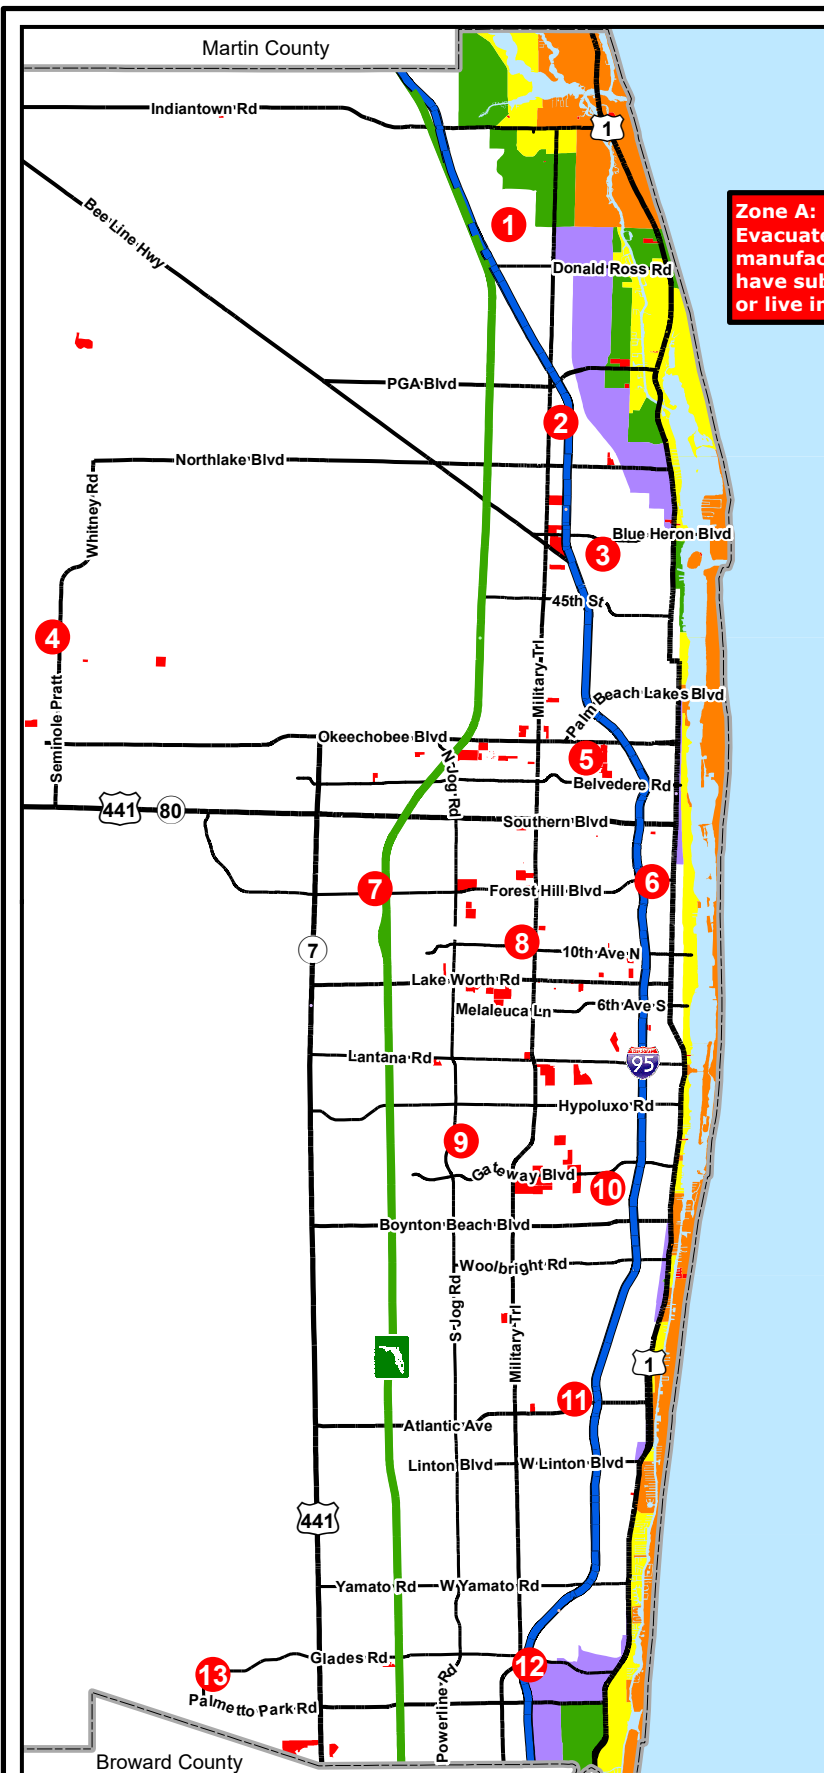 Martin County
Indiantown Rd
1
Zone A:
Evacuate
manufac
have sub
or live in
Bee Line Hwy
1
Donald Ross Rd
PGA Blvd
2
Northlake Blvd
Whitney Rd
Blue Heron Blvd
3
45th St
4
Military Trl
Seminole Pratt
Palm Beach Lakes Blvd
Okeechobee Blvd
N Jog Rd
5
Belvedere Rd
441
80
Southern Blvd
6
7
Forest Hill Blvd
7
8
10th Ave N
Lake Worth Rd
6th Ave S
Melaleuca Ln
Lantana Rd
95
Hypoluxo Rd
9
Gateway Blvd
10
Boynton Beach Blvd
Woolbright Rd
S Jog Rd
Military Trl
1
11
Atlantic Ave
Linton Blvd
W Linton Blvd
441
Yamato Rd
W Yamato Rd
Glades Rd
12
13
Palmetto Park Rd
Powerline Rd
Broward County